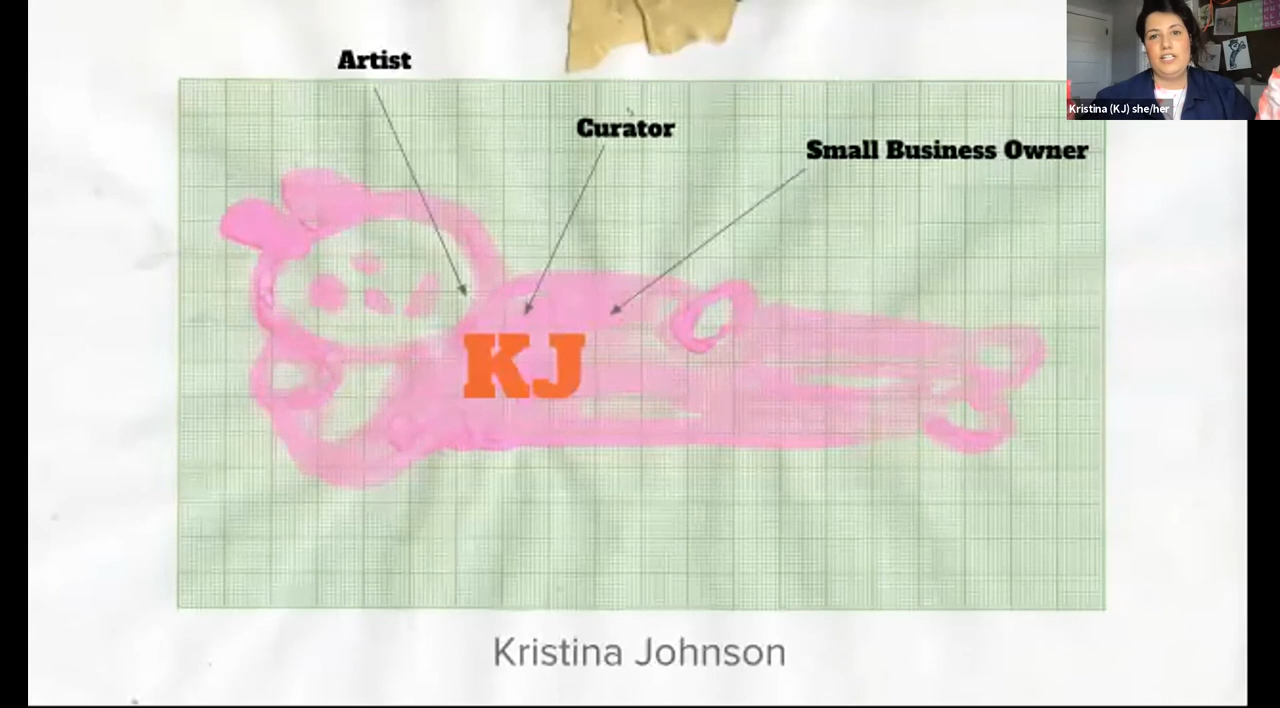 Artist
Curator
Small Business Owner
KJ
Kristina Johnson
Kristina (KJ) she/her